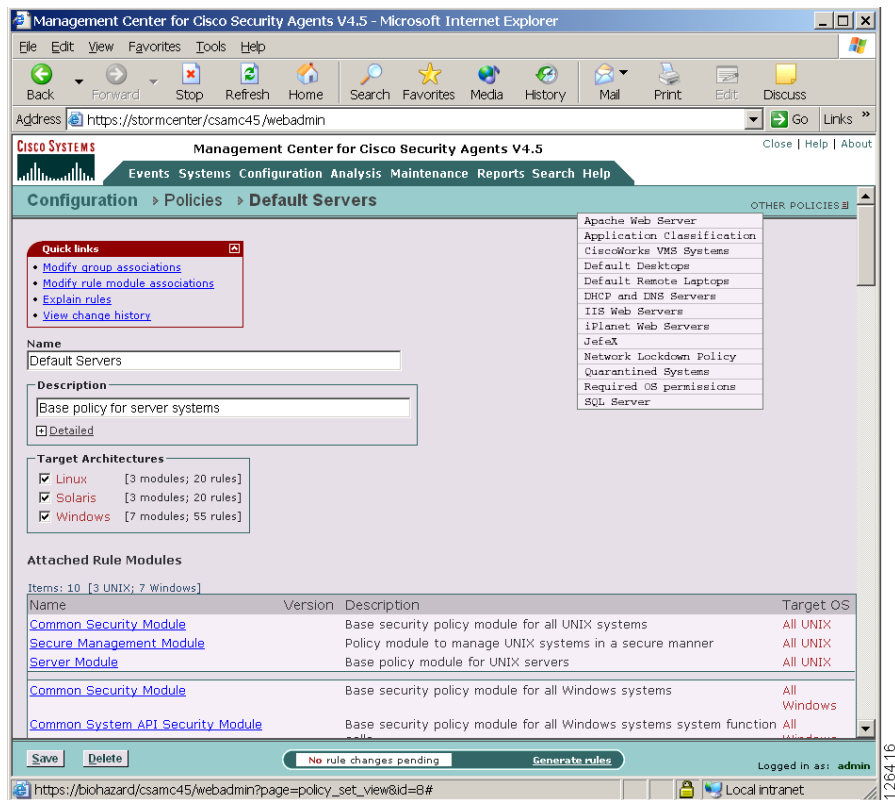 Management Center for Cisco Security Agents V4.5 - Microsoft Internet Explorer
File Edit View Favorites Tools Help
Back Forward Stop Refresh Home Search Favorites Media History Mail Print Edit Discuss
Address https://stormcenter/csamc45/webadmin Go Links »
CISCO SYSTEMS
Management Center for Cisco Security Agents V4.5
Close | Help | About
Events Systems Configuration Analysis Maintenance Reports Search Help
Configuration > Policies > Default Servers
OTHER POLICIES
Apache Web Server
Application Classification
CiscoWorks VMS Systems
Default Desktops
Default Remote Laptops
DHCP and DNS Servers
IIS Web Servers
iPlanet Web Servers
JefeX
Network Lockdown Policy
Quarantined Systems
Required OS permissions
SQL Server
Quick links
• Modify group associations
• Modify rule module associations
• Explain rules
• View change history
Name
Default Servers
Description
Base policy for server systems
Detailed
Target Architectures
Linux [3 modules; 20 rules]
Solaris [3 modules; 20 rules]
Windows [7 modules; 55 rules]
Attached Rule Modules
Items: 10 [3 UNIX; 7 Windows]
Name Version Description Target OS
Common Security Module Base security policy module for all UNIX systems All UNIX
Secure Management Module Policy module to manage UNIX systems in a secure manner All UNIX
Server Module Base policy module for UNIX servers All UNIX
Common Security Module Base security policy module for all Windows systems All
Windows
Common System API Security Module Base security policy module for all Windows systems system function All
Save Delete No rule changes pending Generate rules Logged in as: admin
https://biohazard/csamc45/webadmin?page=policy_set_view&id=8# Local intranet
126416